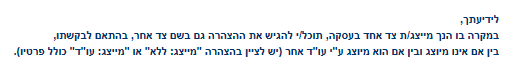 לידיעתך,
במקרה בו הנך מייצג/ת צד אחד בעסקה, תוכל/י להגיש את ההצהרה גם בשם צד אחר, בהתאם לבקשתו,
בין אם אינו מיוצג ובין אם הוא מיוצג ע"י עו"ד אחר (יש לציין בהצהרה "מייצג: ללא" או "מייצג: עו"ד" כולל פרטיו).